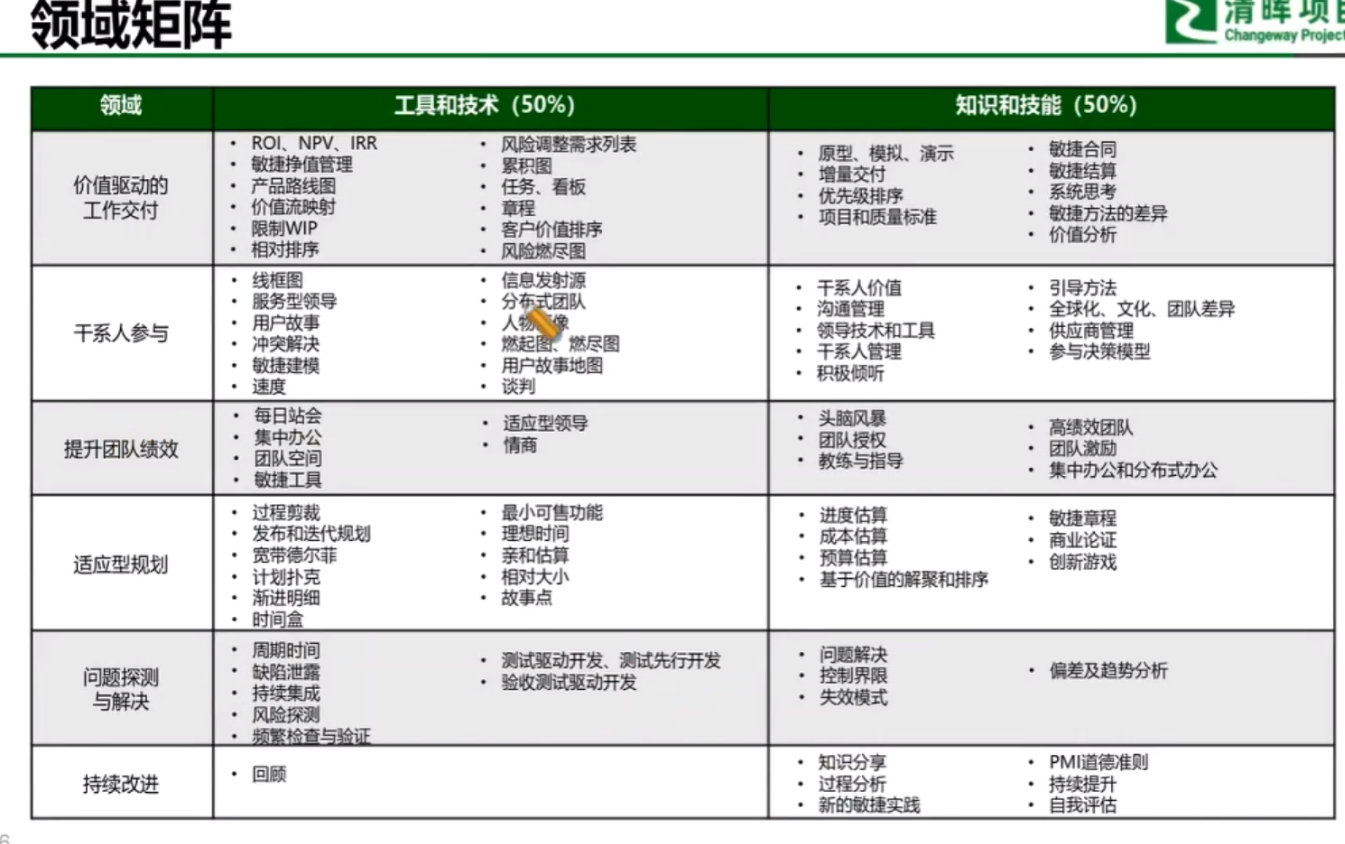 领域矩阵
清晖项目
Changeway Project
领域
工具和技术（50%）
知识和技能（50%）
价值驱动的
工作交付
• ROI、NPV、IRR
• 敏捷挣值管理
• 产品路线图
• 价值流映射
• 限制WIP
• 相对排序
• 风险调整需求列表
• 累积图
• 任务、看板
• 章程
• 客户价值排序
• 风险燃尽图
• 原型、模拟、演示
• 增量交付
• 优先级排序
• 项目和质量标准
• 敏捷合同
• 敏捷结算
• 系统思考
• 敏捷方法的差异
• 价值分析
干系人参与
• 线框图
• 服务型领导
• 用户故事
• 冲突解决
• 敏捷建模
• 速度
• 信息发射源
• 分布式团队
• 人物像
• 燃起图、燃尽图
• 用户故事地图
• 谈判
• 干系人价值
• 沟通管理
• 领导技术和工具
• 干系人管理
• 积极倾听
• 引导方法
• 全球化、文化、团队差异
• 供应商管理
• 参与决策模型
提升团队绩效
• 每日站会
• 集中办公
• 团队空间
• 敏捷工具
• 适应型领导
• 情商
• 头脑风暴
• 团队授权
• 教练与指导
• 高绩效团队
• 团队激励
• 集中办公和分布式办公
适应型规划
• 过程剪裁
• 发布和迭代规划
• 宽带德尔菲
• 计划扑克
• 渐进明细
• 时间盒
• 最小可售功能
• 理想时间
• 亲和估算
• 相对大小
• 故事点
• 进度估算
• 成本估算
• 预算估算
• 基于价值的解聚和排序
• 敏捷章程
• 商业论证
• 创新游戏
问题探测
与解决
• 周期时间
• 缺陷泄露
• 持续集成
• 风险探测
• 频繁检查与验证
• 测试驱动开发、测试先行开发
• 验收测试驱动开发
• 问题解决
• 控制界限
• 失效模式
• 偏差及趋势分析
持续改进
• 回顾
• 知识分享
• 过程分析
• 新的敏捷实践
• PMI道德准则
• 持续提升
• 自我评估
6